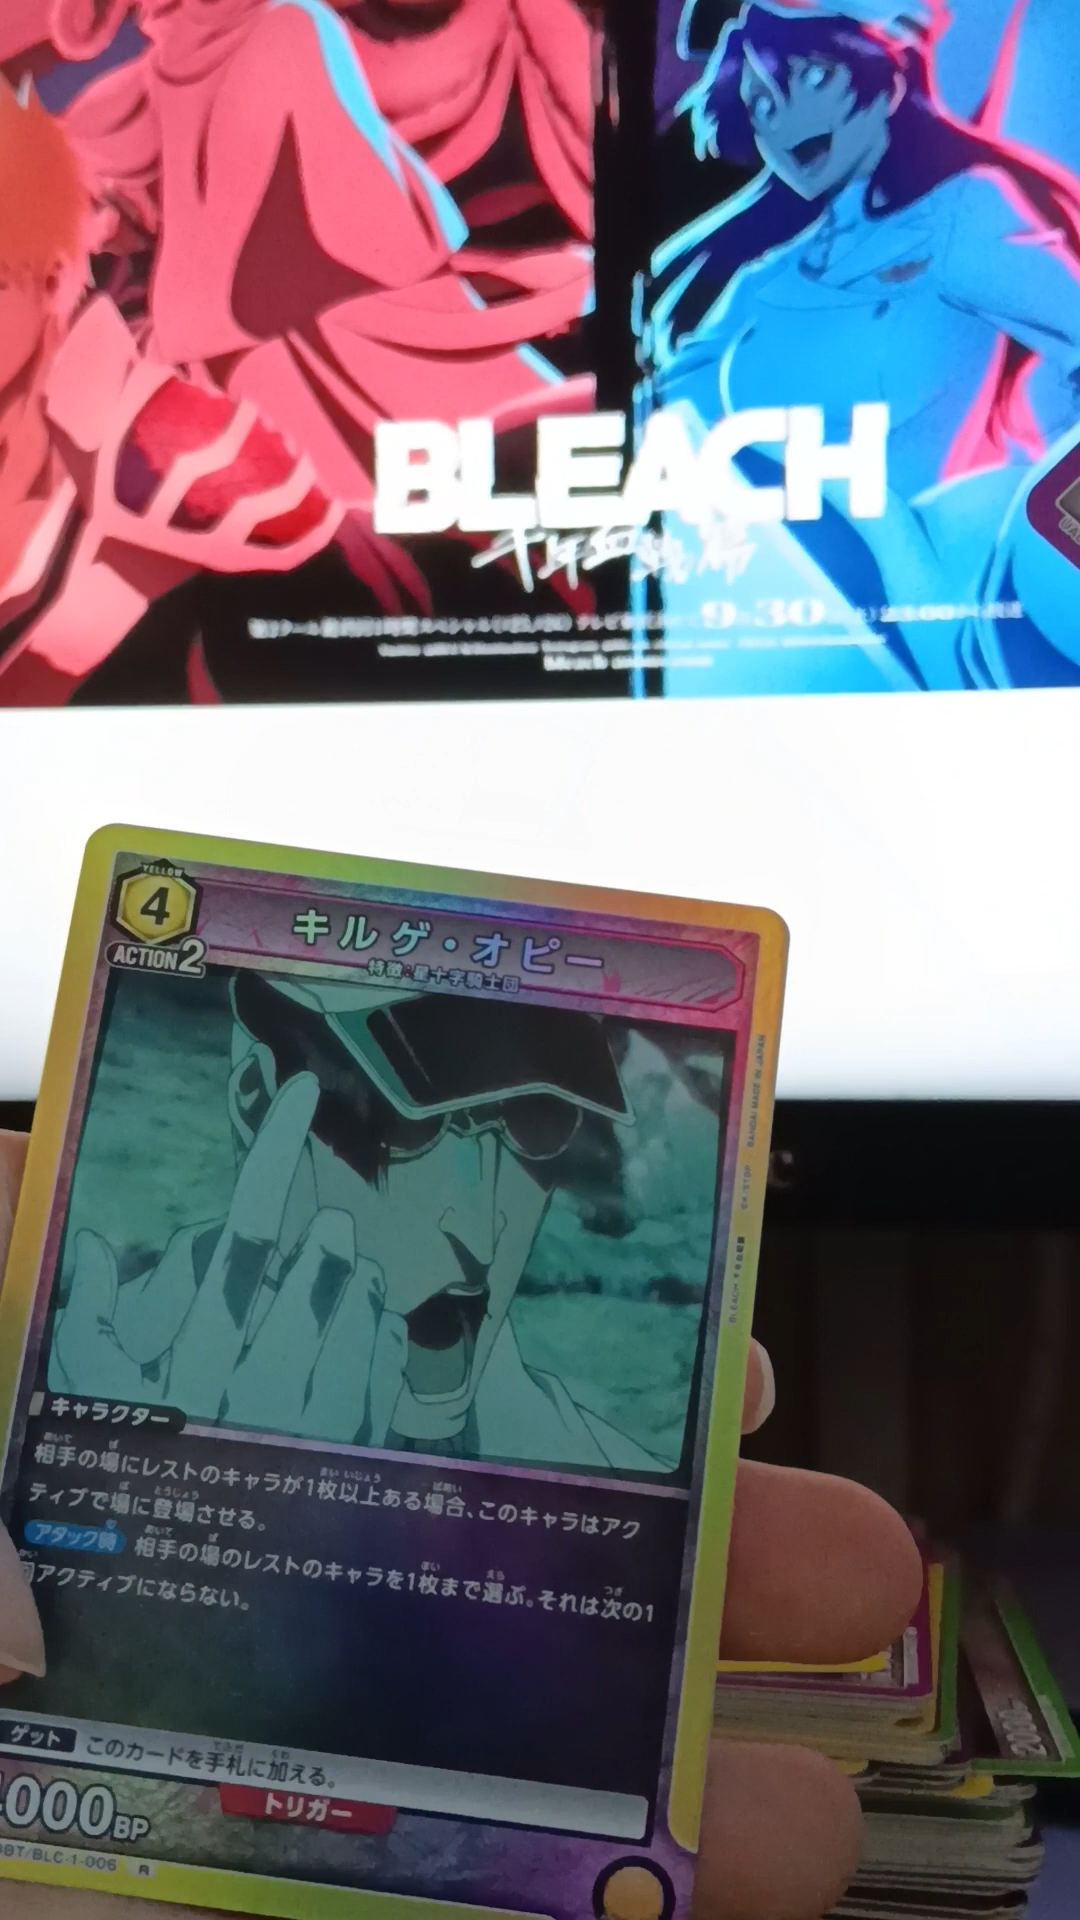 BLEACH
千年血戦篇
9 30
YELLOW
4
ACTION2
キルゲ・オピー
特徴:星十字騎士団
BANDAI MADE IN JAPAN
キャラクター
相手の場にレストのキャラが1枚以上ある場合、このキャラはアク
ティブで場に登場させる。
アタック時 相手の場のレストのキャラを1枚まで選ぶ。それは次の1
回アクティブにならない。
ゲット このカードを手札に加える。
トリガー
000BP
BT/BLC-1-006 R
2000